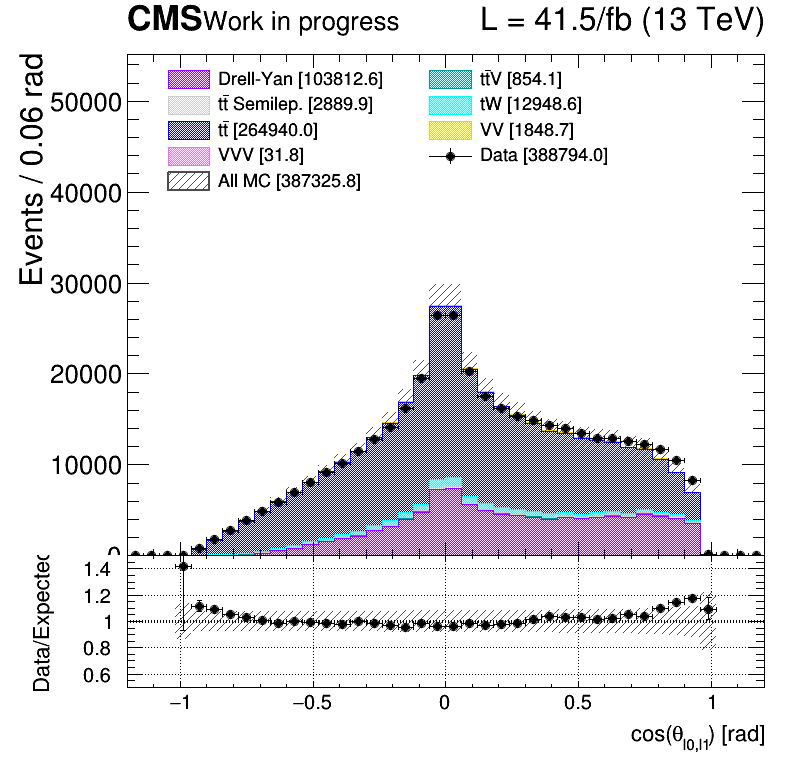 CMS Work in progress L = 41.5/fb (13 TeV)
Events / 0.06 rad
Drell-Yan [103812.6]
tt̄ Semilep. [2889.9]
tt̄ [264940.0]
VVV [31.8]
All MC [387325.8]
tt̄V [854.1]
tW [12948.6]
VV [1848.7]
Data [388794.0]
50000
40000
30000
20000
10000
0
Data/Expected
1.4
1.2
1
0.8
0.6
−1 −0.5 0 0.5 1
cos(θl0,l1) [rad]